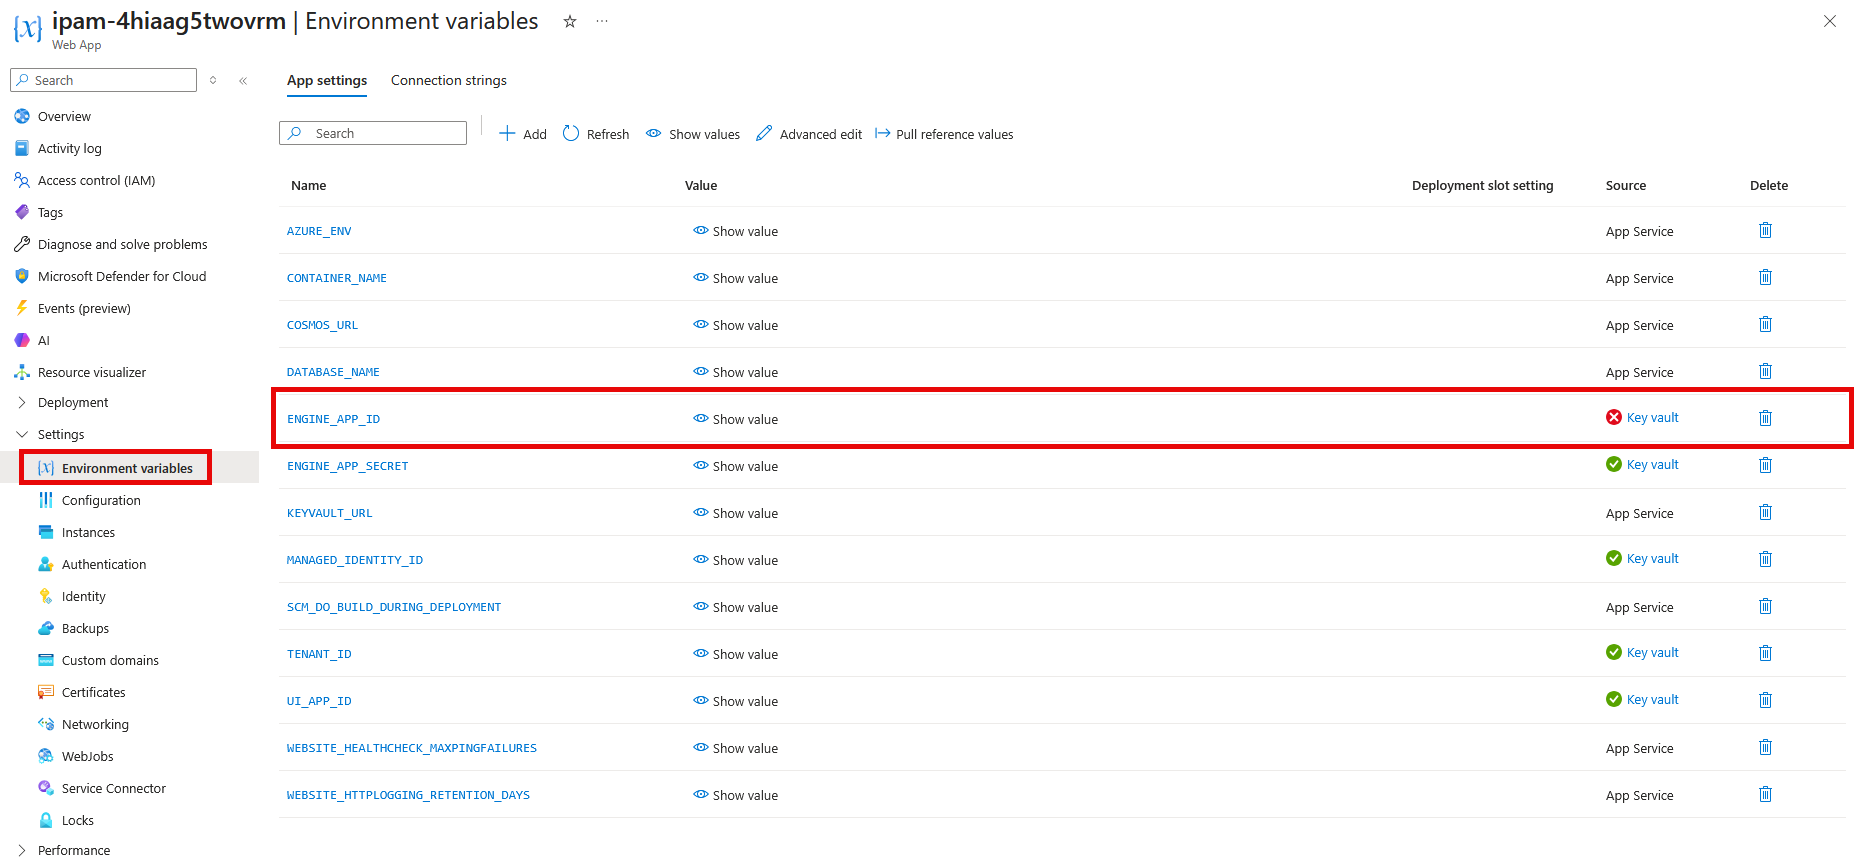 ipam-4hiaag5twovrm | Environment variables
Web App
Search
Overview
Activity log
Access control (IAM)
Tags
Diagnose and solve problems
Microsoft Defender for Cloud
Events (preview)
AI
Resource visualizer
Deployment
Settings
Environment variables
Configuration
Instances
Authentication
Identity
Backups
Custom domains
Certificates
Networking
WebJobs
Service Connector
Locks
Performance
App settings Connection strings
Search Add Refresh Show values Advanced edit Pull reference values
Name Value Deployment slot setting Source Delete
AZURE_ENV Show value App Service
CONTAINER_NAME Show value App Service
COSMOS_URL Show value App Service
DATABASE_NAME Show value App Service
ENGINE_APP_ID Show value Key vault
ENGINE_APP_SECRET Show value Key vault
KEYVAULT_URL Show value App Service
MANAGED_IDENTITY_ID Show value Key vault
SCM_DO_BUILD_DURING_DEPLOYMENT Show value App Service
TENANT_ID Show value Key vault
UI_APP_ID Show value Key vault
WEBSITE_HEALTHCHECK_MAXPINGFAILURES Show value App Service
WEBSITE_HTTPLOGGING_RETENTION_DAYS Show value App Service